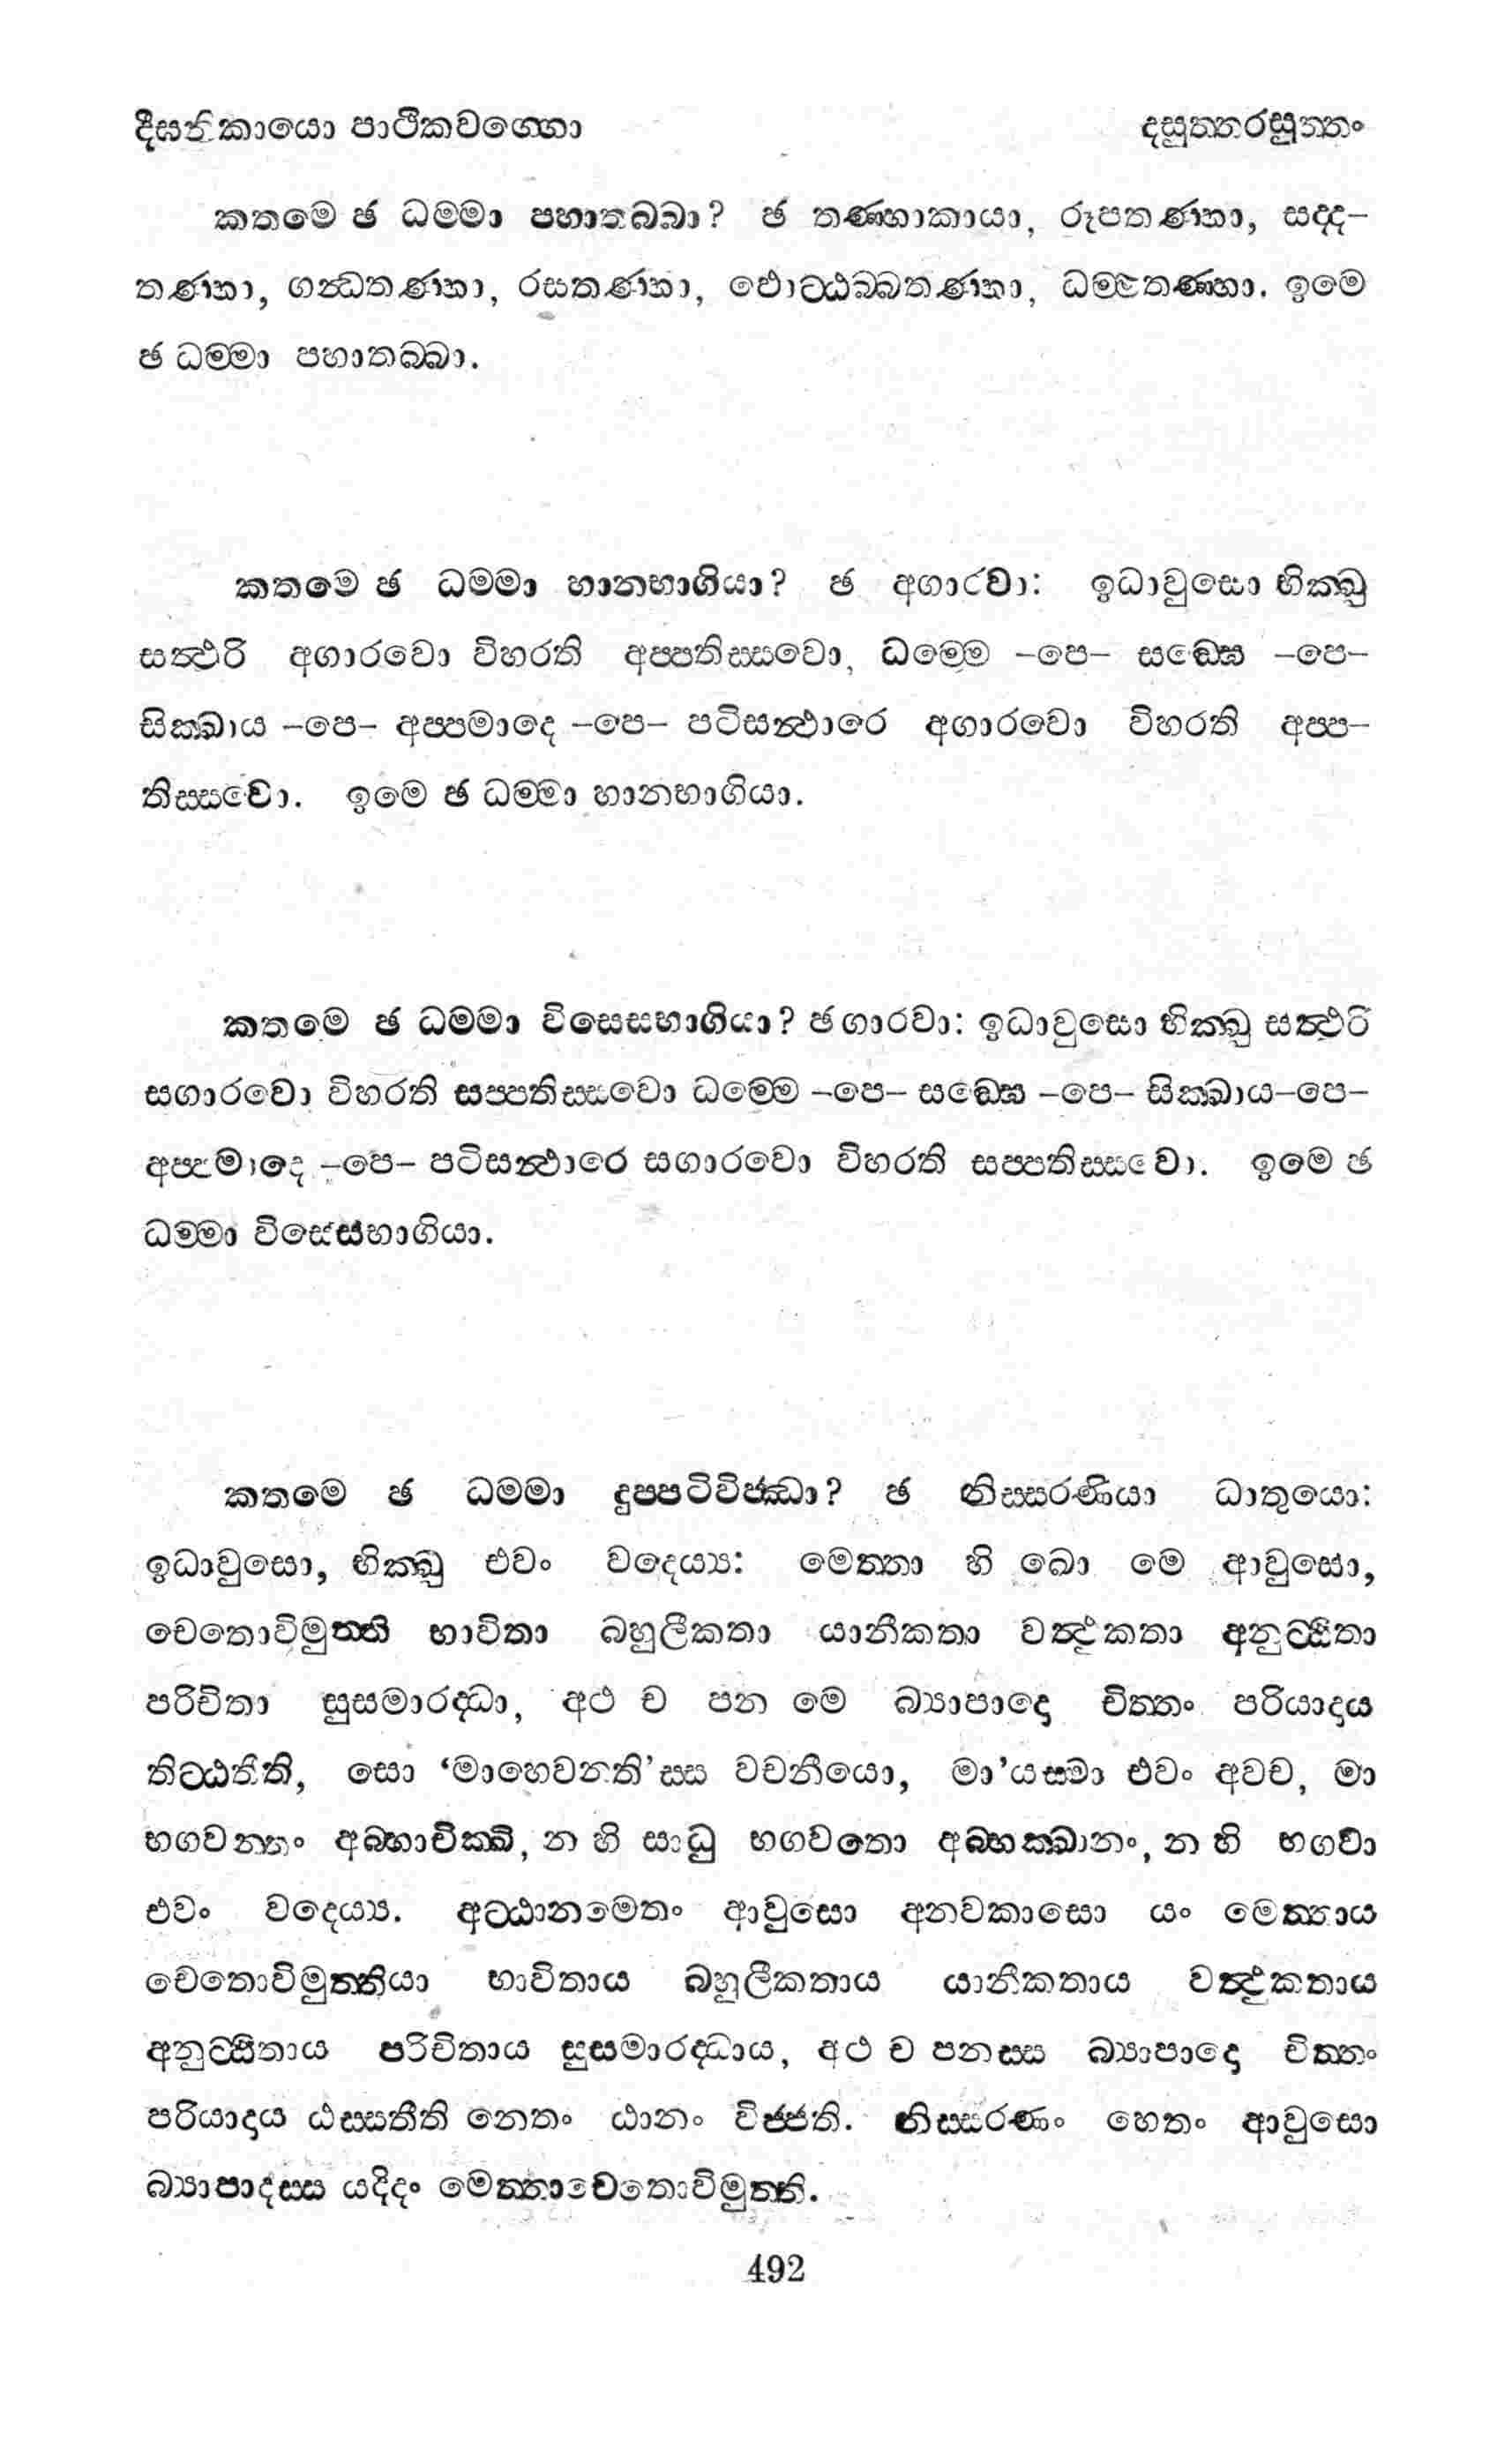 දීඝනිකායො පාථිකවග්ගො දසුත්තරසුත්තං
කතමෙ ඡ ධම්මා පහාතබ්බා? ඡ තණ්හාකායා, රූපතණ්හා, සද්ද–
තණ්හා, ගන්ධතණ්හා, රසතණ්හා, ඵොට්ඨබ්බතණ්හා, ධම්මතණ්හා. ඉමෙ
ඡ ධම්මා පහාතබ්බා.
කතමෙ ඡ ධම්මා හානභාගියා? ඡ අගාරවා: ඉධාවුසො භික්ඛු
සත්ථරි අගාරවො විහරති අප්පතිස්සවො, ධම්මෙ –පෙ– සඞ්ඝෙ –පෙ–
සික්ඛාය –පෙ– අප්පමාදෙ –පෙ– පටිසන්ථාරෙ අගාරවො විහරති අප්ප–
තිස්සවො. ඉමෙ ඡ ධම්මා හානභාගියා.
කතමෙ ඡ ධම්මා විසෙසභාගියා? ඡගාරවා: ඉධාවුසො භික්ඛු සත්ථරි
සගාරවො විහරති සප්පතිස්සවො ධම්මෙ –පෙ– සඞ්ඝෙ –පෙ– සික්ඛාය–පෙ–
අප්පමාදෙ –පෙ– පටිසන්ථාරෙ සගාරවො විහරති සප්පතිස්සවො. ඉමෙ ඡ
ධම්මා විසෙසභාගියා.
කතමෙ ඡ ධම්මා දුප්පටිවිජ්ඣා? ඡ නිස්සරණියා ධාතුයො:
ඉධාවුසො, භික්ඛු එවං වදෙය්‍ය: මෙත්තා හි ඛො මෙ ආවුසො,
චෙතොවිමුත්ති භාවිතා බහුලීකතා යානීකතා වත්ථුකතා අනුට්ඨිතා
පරිචිතා සුසමාරද්ධා, අථ ච පන මෙ බ්‍යාපාදො චිත්තං පරියාදාය
තිට්ඨතීති, සො ‘මාහෙවන්ති’ස්ස වචනීයො, මා’යස්මා එවං අවච, මා
භගවන්තං අබ්භාචික්ඛි, න හි සාධු භගවතො අබ්භක්ඛානං, න හි භගවා
එවං වදෙය්‍ය. අට්ඨානමෙතං ආවුසො අනවකාසො යං මෙත්තාය
චෙතොවිමුත්තියා භාවිතාය බහුලීකතාය යානීකතාය වත්ථුකතාය
අනුට්ඨිතාය පරිචිතාය සුසමාරද්ධාය, අථ ච පනස්ස බ්‍යාපාදො චිත්තං
පරියාදාය ඨස්සතීති නෙතං ඨානං විජ්ජති. නිස්සරණං හෙතං ආවුසො
බ්‍යාපාදස්ස යදිදං මෙත්තාචෙතොවිමුත්ති.
492